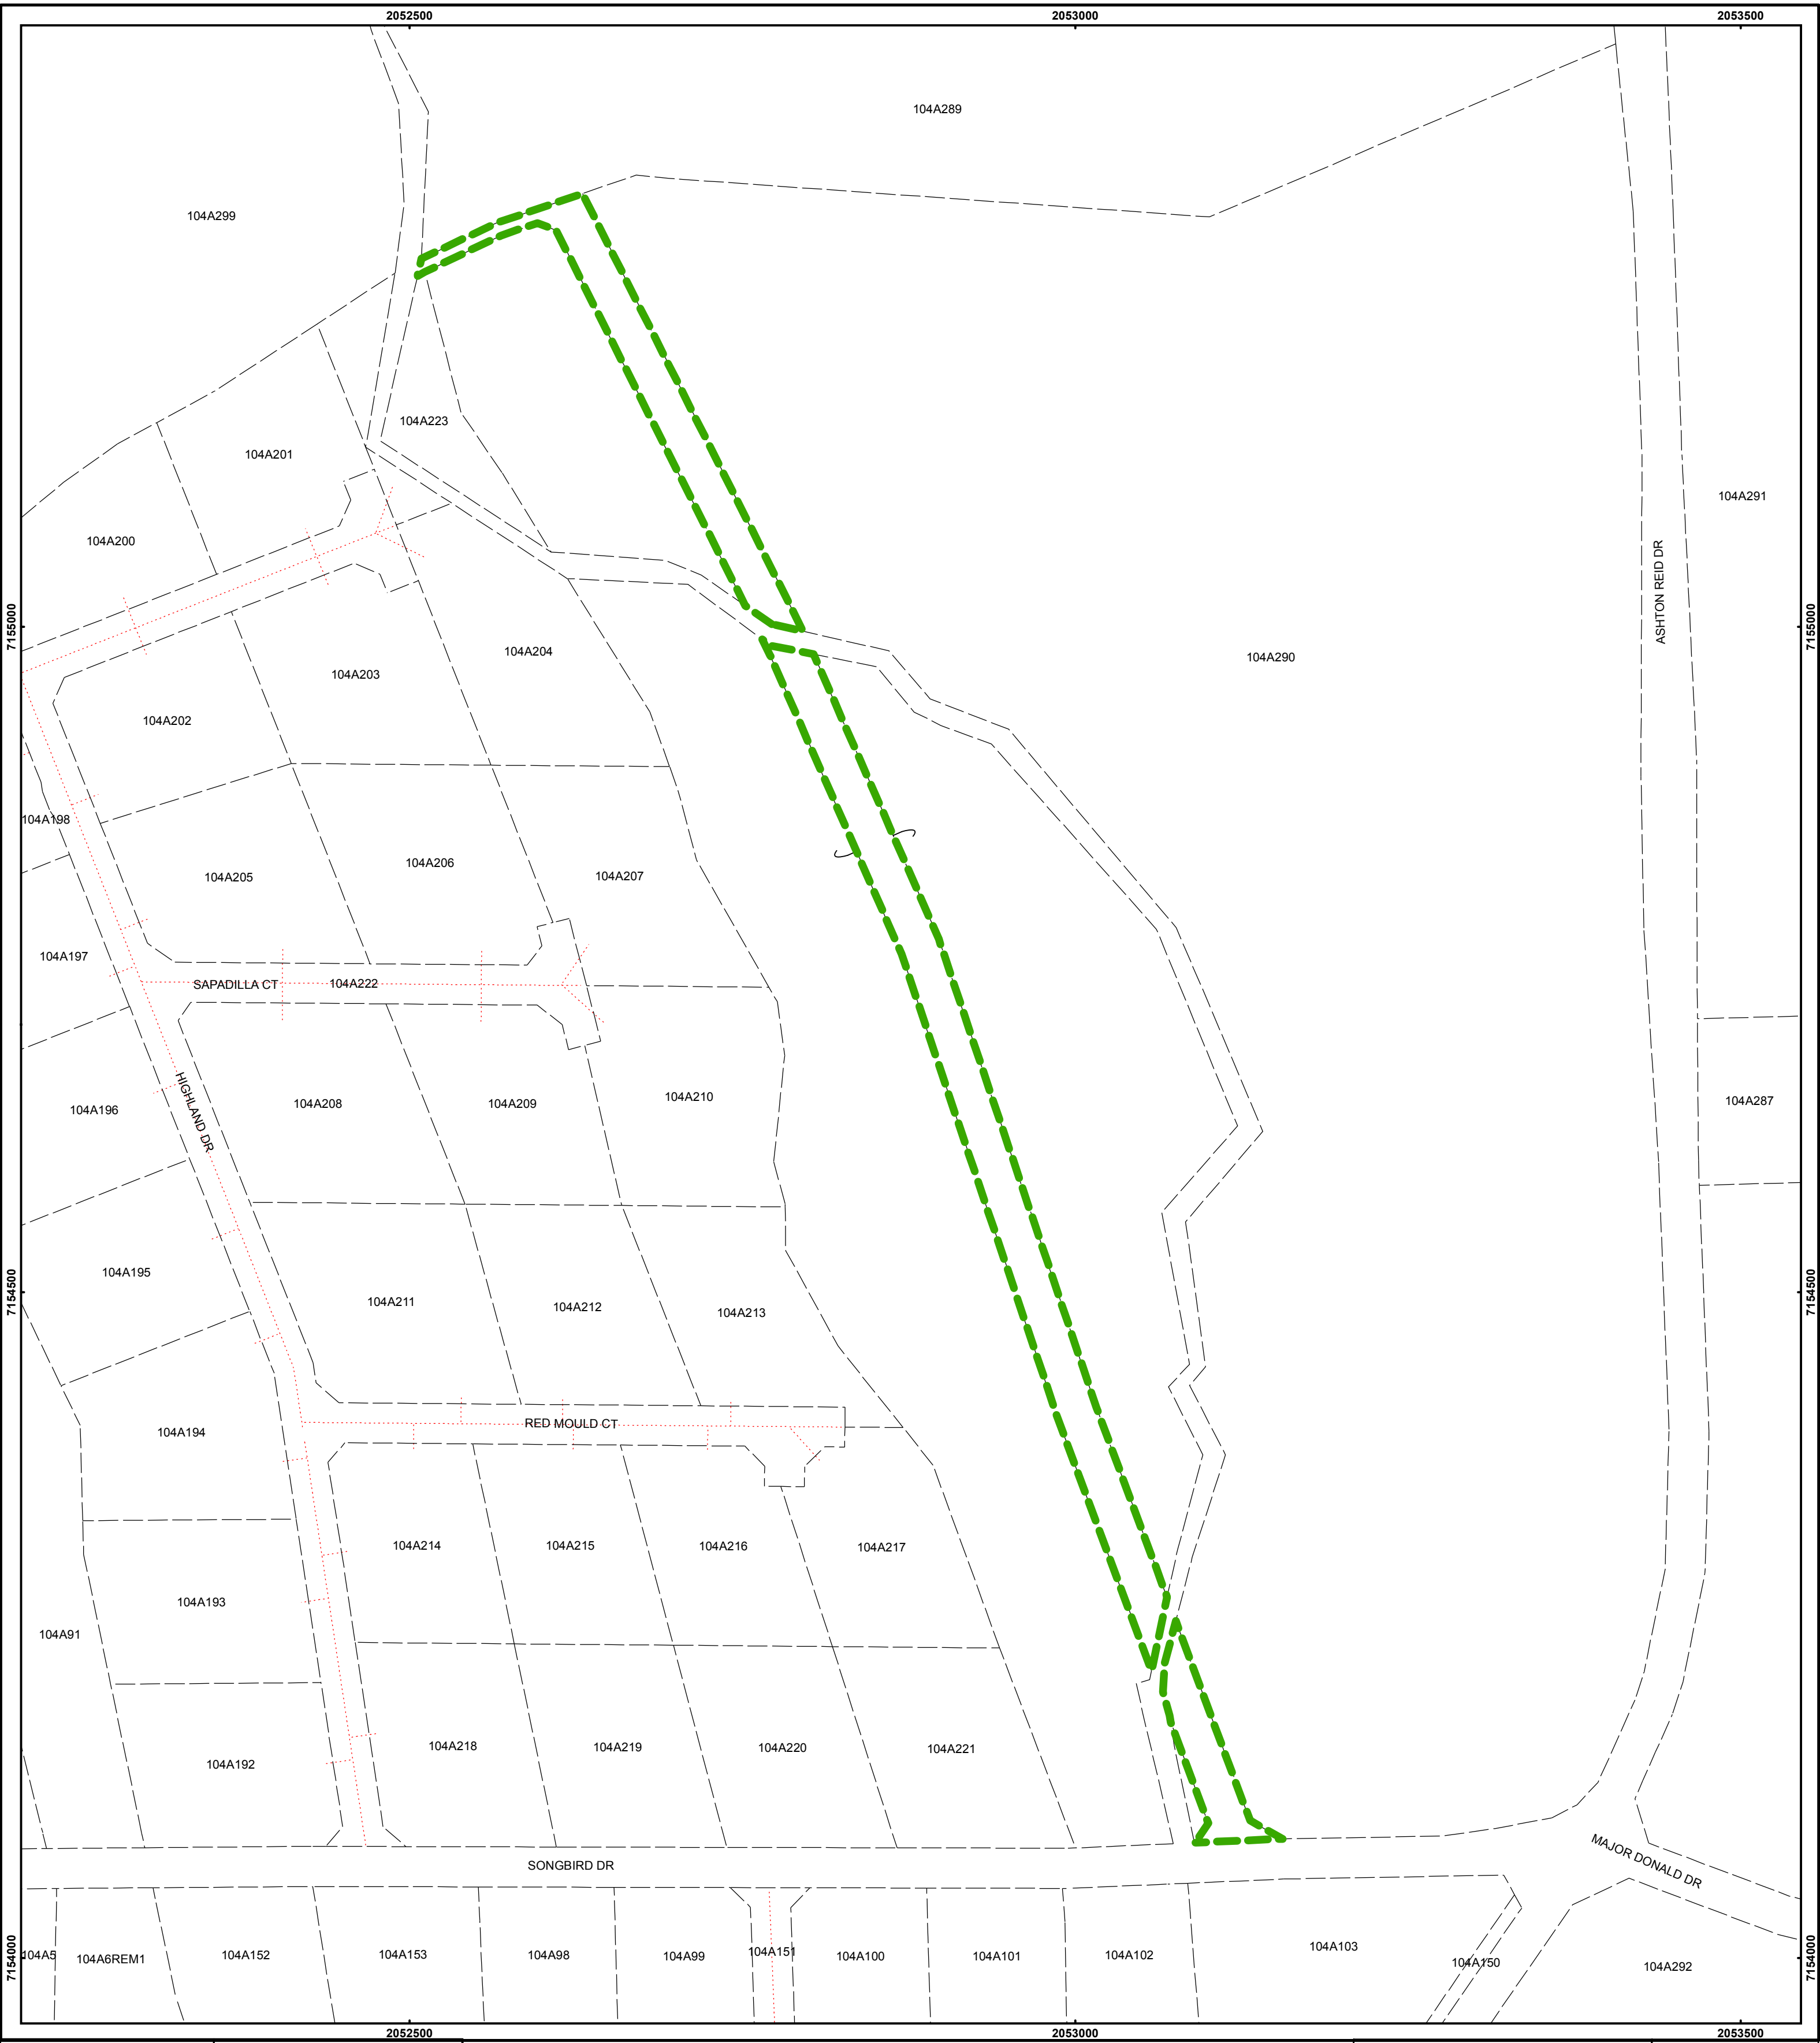 2052500
2053000
2053500
104A289
104A299
104A223
104A201
104A291
104A200
ASHTON REID DR
7155000
7155000
104A204
104A290
104A203
104A202
104A198
104A206
104A207
104A205
104A197
SAPADILLA CT
104A222
104A210
104A287
104A208
104A209
104A196
HIGHLAND DR
104A195
7154500
7154500
104A211
104A212
104A213
RED MOULD CT
104A194
104A214
104A215
104A216
104A217
104A193
104A91
104A218
104A219
104A220
104A221
104A192
SONGBIRD DR
MAJOR DONALD DR
7154000
7154000
104A5
104A6REM1
104A152
104A153
104A98
104A99
104A151
104A100
104A101
104A102
104A103
104A150
104A292
2052500
2053000
2053500